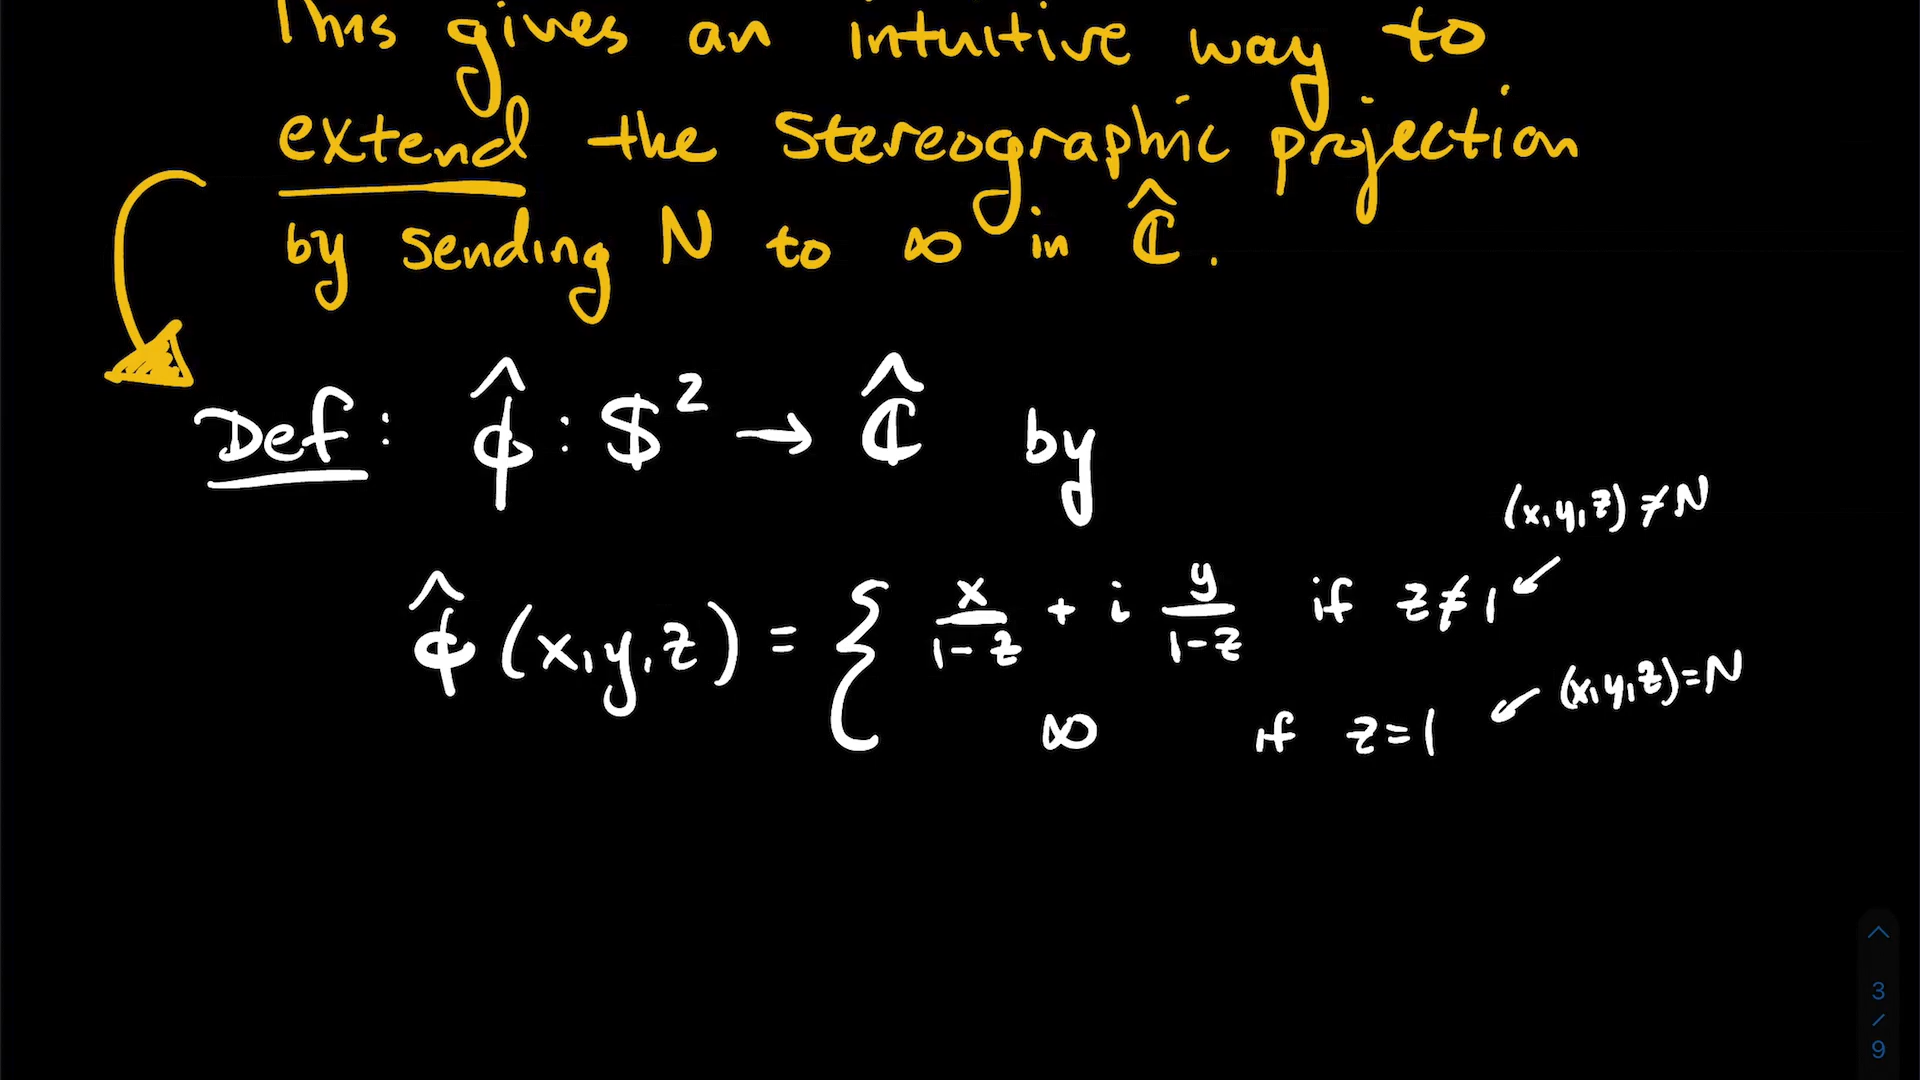 This gives an intuitive way to
extend the stereographic projection
by sending N to ∞ in Ĉ.
Def: φ̂ : $² → Ĉ by
(x,y,z) ≠ N
φ̂(x,y,z) = { x/(1-z) + i y/(1-z) if z≠1
∞ if z=1
(x,y,z)=N
3
/
9